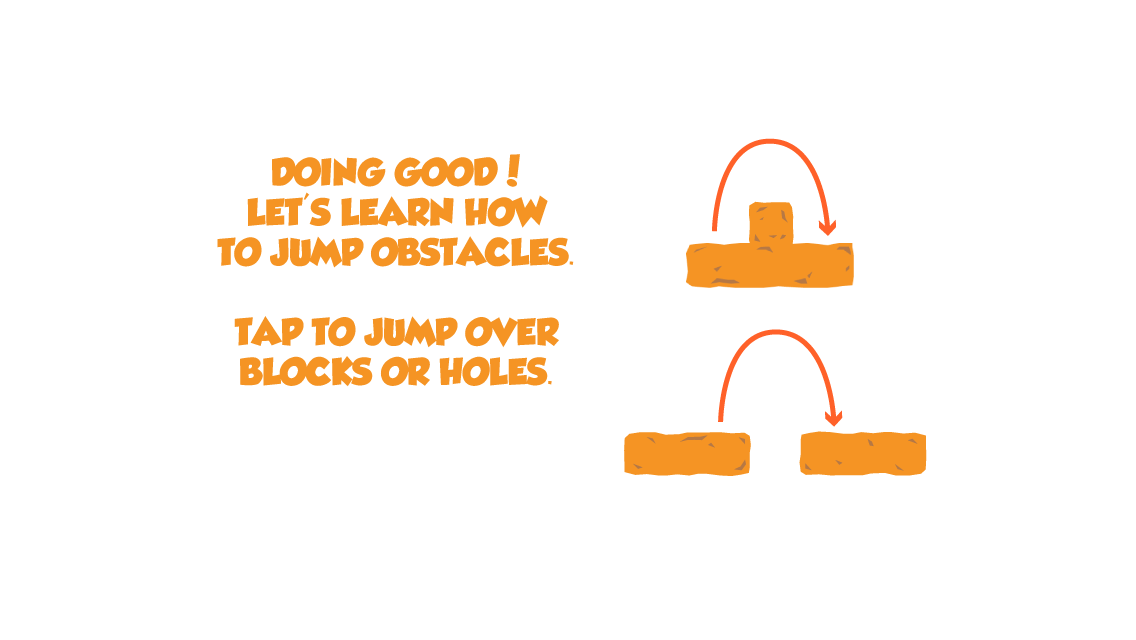 DOING GOOD !
LET'S LEARN HOW
TO JUMP OBSTACLES.
TAP TO JUMP OVER
BLOCKS OR HOLES.